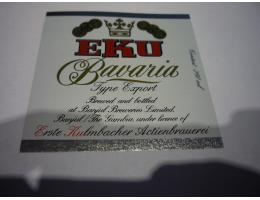 EKU
Bavaria
Type Export
Brewed and bottled
at Banjul Breweries Limited,
Banjul / The Gambia, under licence of
Erste Kulmbacher Actienbrauerei